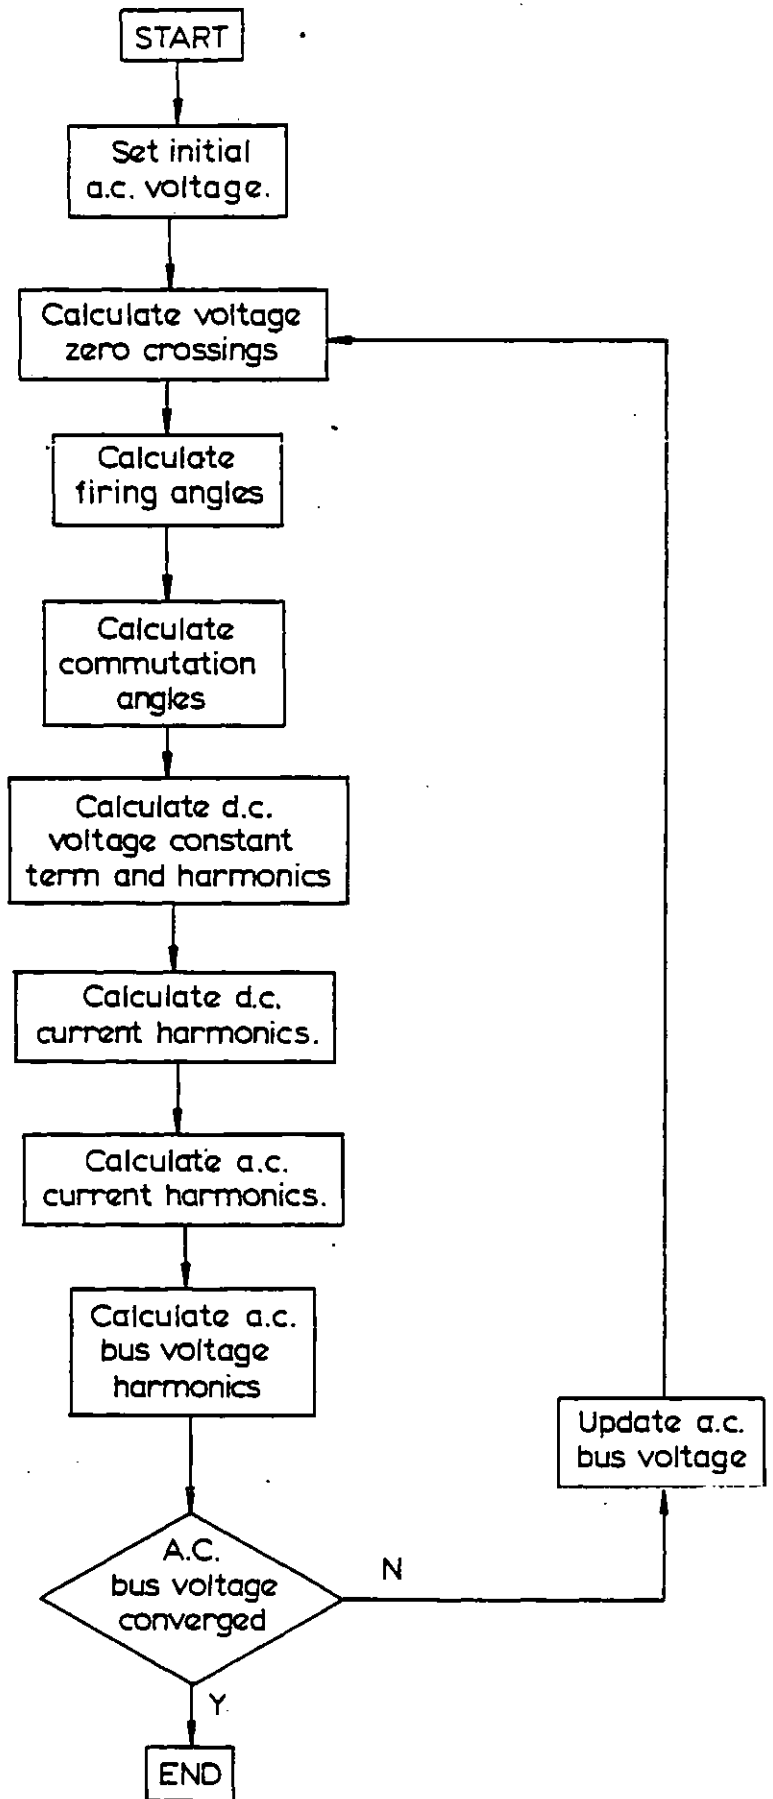 START
Set initial
a.c. voltage.
Calculate voltage
zero crossings
Calculate
firing angles
Calculate
commutation
angles
Calculate d.c.
voltage constant
term and harmonics
Calculate d.c.
current harmonics.
Calculate a.c.
current harmonics.
Calculate a.c.
bus voltage
harmonics
Update a.c.
bus voltage
A.C.
bus voltage
converged
N
Y
END